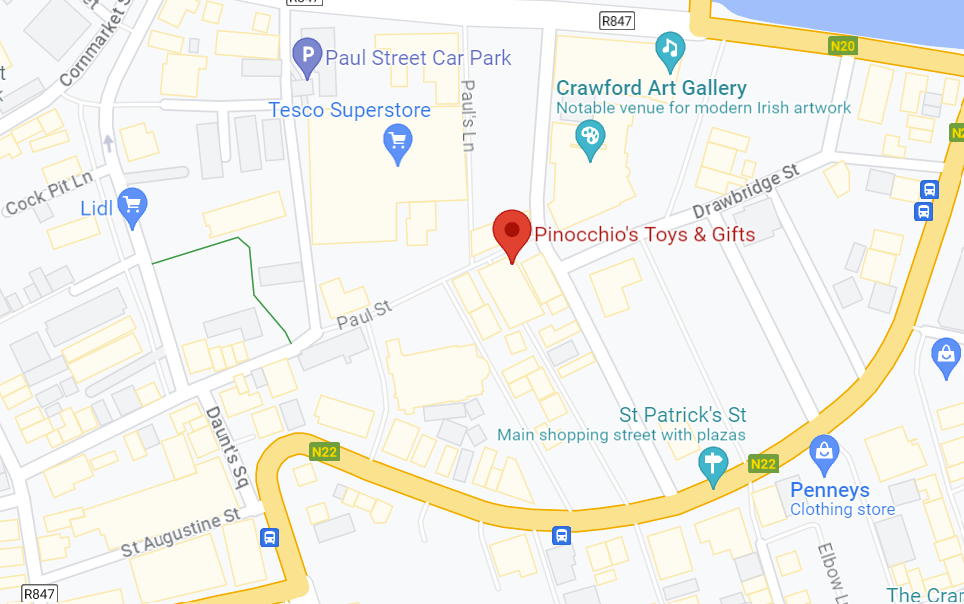 R847
R847
N20
Cornmarket S
Paul Street Car Park
Tesco Superstore
Paul's Ln
Crawford Art Gallery
Notable venue for modern Irish artwork
N2
Cock Pit Ln
Lidl
Drawbridge St
Pinocchio's Toys & Gifts
Paul St
St Patrick's St
Main shopping street with plazas
Daunt's Sq
N22
N22
Penneys
Clothing store
St Augustine St
Elbow L
R847
The Cra